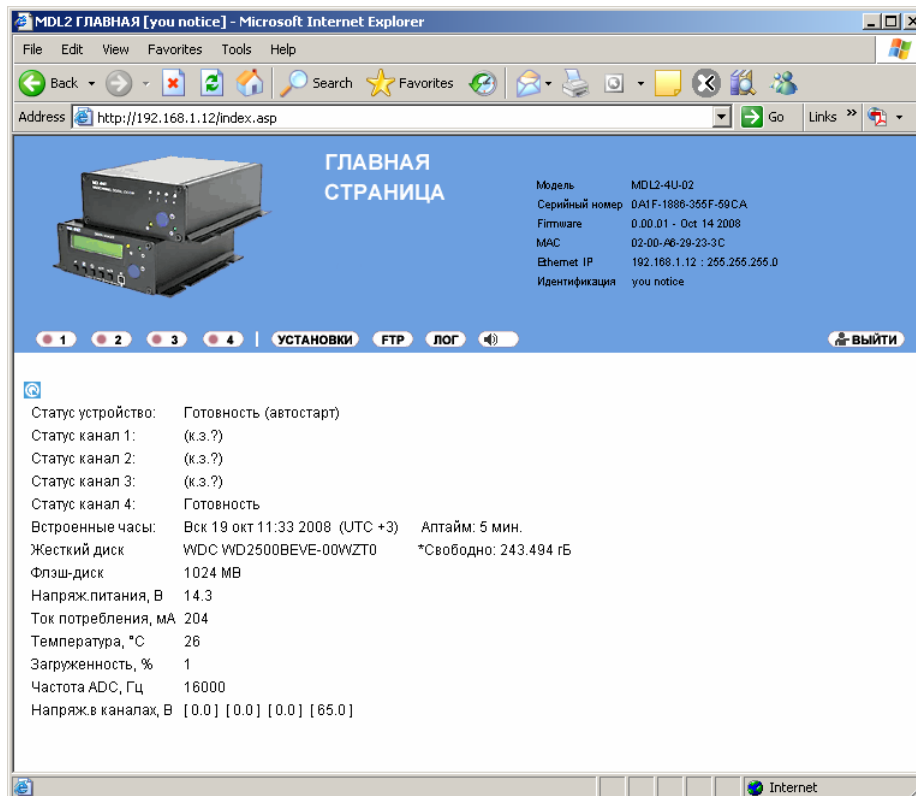 MDL2 ГЛАВНАЯ [you notice] - Microsoft Internet Explorer
File Edit View Favorites Tools Help
Back Search Favorites
Address http://192.168.1.12/index.asp Go Links »
ГЛАВНАЯ
СТРАНИЦА
Модель MDL2-4U-02
Серийный номер 0A1F-1886-355F-59CA
Firmware 0.00.01 - Oct 14 2008
MAC 02-00-A6-29-23-3C
Ethernet IP 192.168.1.12 : 255.255.255.0
Идентификация you notice
1 2 3 4 | УСТАНОВКИ FTP ЛОГ ВЫЙТИ
Статус устройство: Готовность (автостарт)
Статус канал 1: (к.з.?)
Статус канал 2: (к.з.?)
Статус канал 3: (к.з.?)
Статус канал 4: Готовность
Встроенные часы: Вск 19 окт 11:33 2008 (UTC +3) Аптайм: 5 мин.
Жесткий диск WDC WD2500BEVE-00WZT0 *Свободно: 243.494 гБ
Флэш-диск 1024 MB
Напряж.питания, В 14.3
Ток потребления, мА 204
Температура, °C 26
Загруженность, % 1
Частота ADC, Гц 16000
Напряж.в каналах, В [ 0.0 ] [ 0.0 ] [ 0.0 ] [ 65.0 ]
Internet